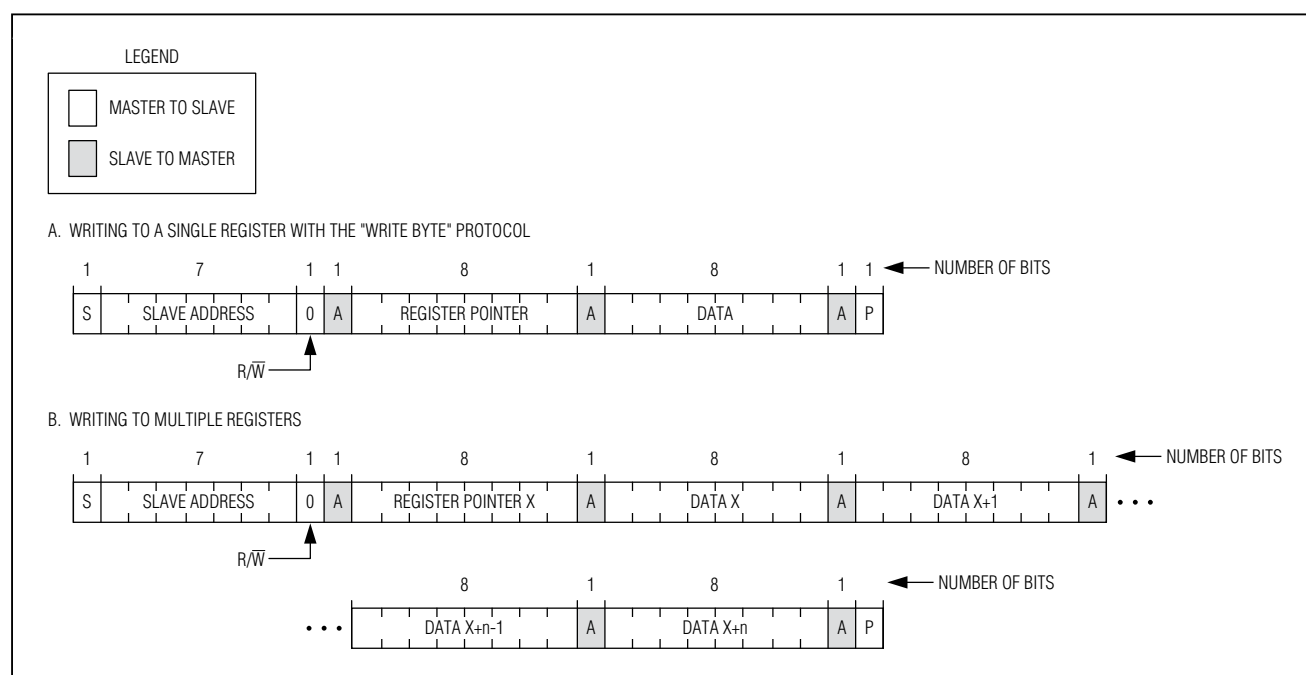 LEGEND
MASTER TO SLAVE
SLAVE TO MASTER
A. WRITING TO A SINGLE REGISTER WITH THE "WRITE BYTE" PROTOCOL
1 7 1 1 8 1 8 1 1 NUMBER OF BITS
S SLAVE ADDRESS 0 A REGISTER POINTER A DATA A P
R/W̅
B. WRITING TO MULTIPLE REGISTERS
1 7 1 1 8 1 8 1 8 1 NUMBER OF BITS
S SLAVE ADDRESS 0 A REGISTER POINTER X A DATA X A DATA X+1 A • • •
R/W̅
8 1 8 1 NUMBER OF BITS
• • • DATA X+n-1 A DATA X+n A P